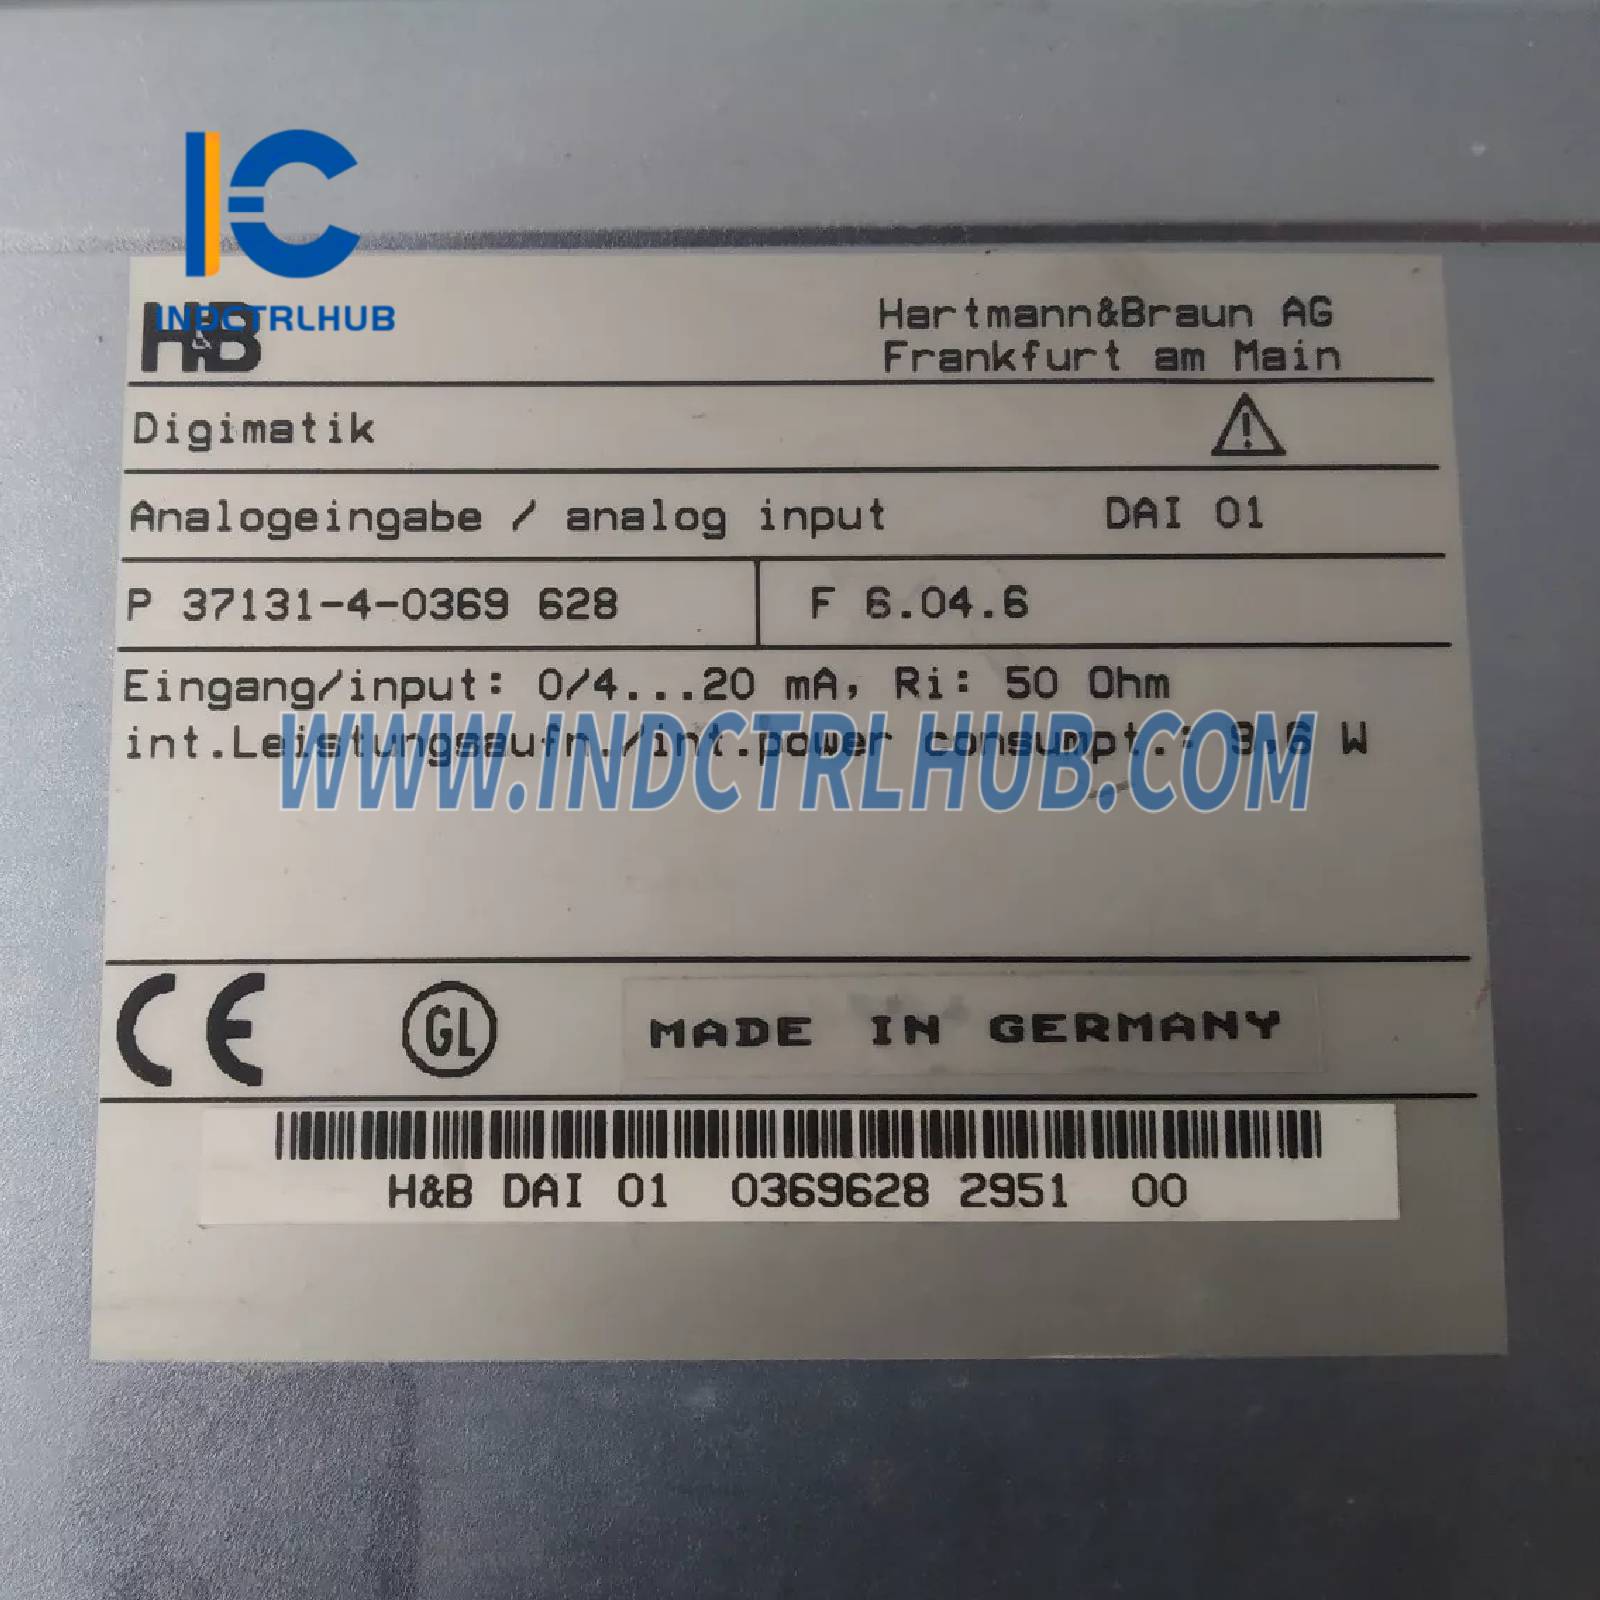 INDCTRLHUB
H&B
Hartmann&Braun AG
Frankfurt am Main
Digimatik
Analogeingabe / analog input DAI 01
P 37131-4-0369 628 F 6.04.6
Eingang/input: 0/4...20 mA, Ri: 50 Ohm
int.Leistungsaufn./int.power consumpt.: W
WWW.INDCTRLHUB.COM
CE GL MADE IN GERMANY
H&B DAI 01 0369628 2951 00